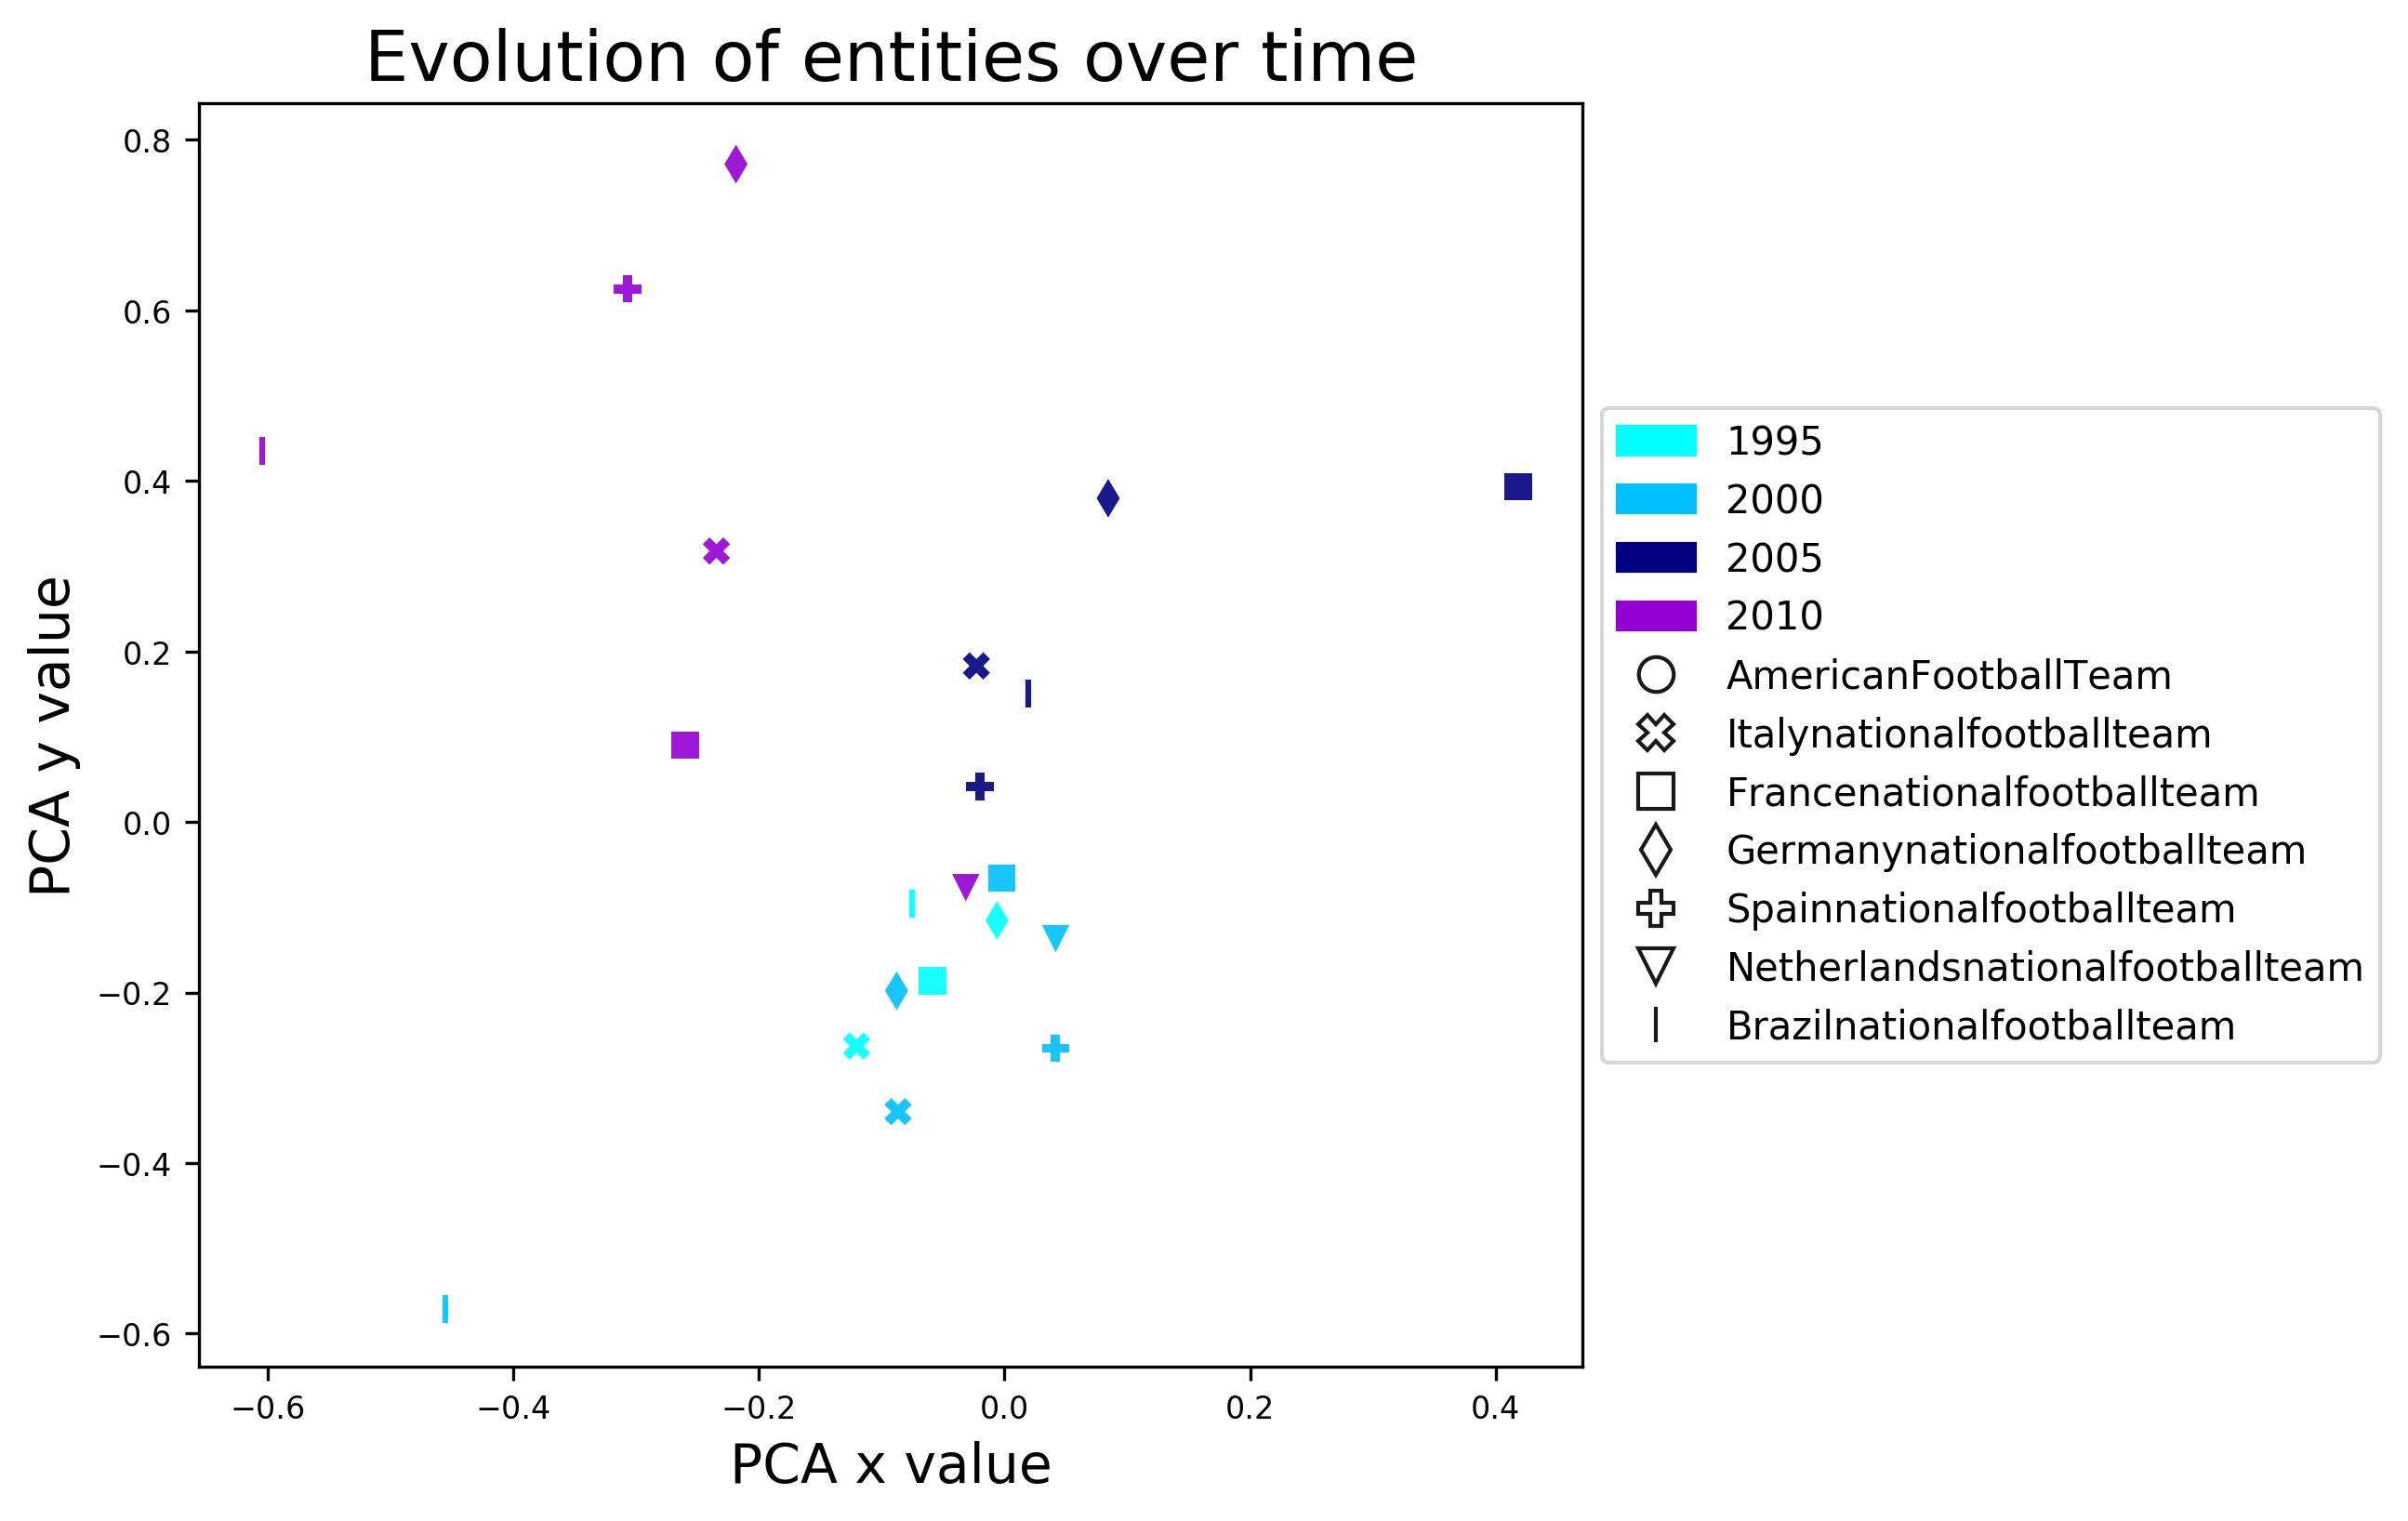 Evolution of entities over time
0.8
0.6
0.4
0.2
0.0
−0.2
−0.4
−0.6
PCA y value
−0.6 −0.4 −0.2 0.0 0.2 0.4
PCA x value
1995
2000
2005
2010
AmericanFootballTeam
Italynationalfootballteam
Francenationalfootballteam
Germanynationalfootballteam
Spainnationalfootballteam
Netherlandsnationalfootballteam
Brazilnationalfootballteam